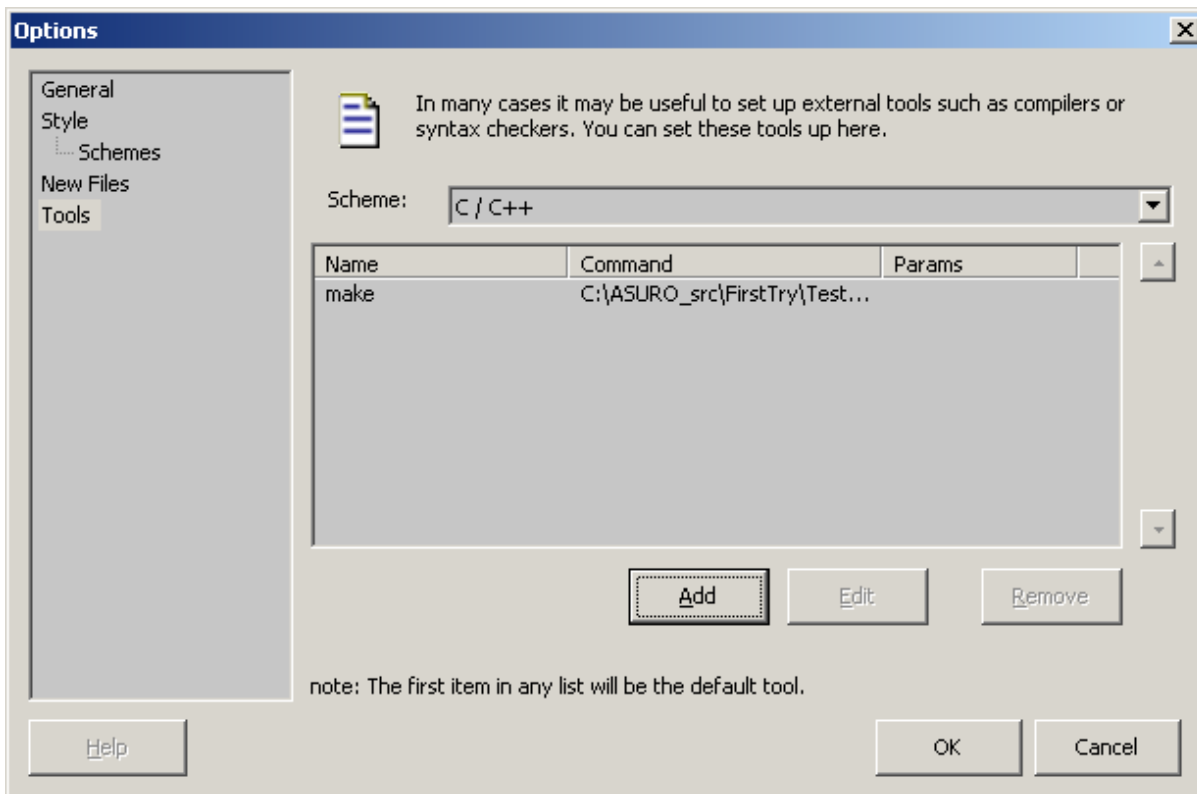 Options
General
Style
Schemes
New Files
Tools
In many cases it may be useful to set up external tools such as compilers or
syntax checkers. You can set these tools up here.
Scheme: C / C++
Name Command Params
make C:\ASURO_src\FirstTry\Test...
Add Edit Remove
note: The first item in any list will be the default tool.
Help OK Cancel